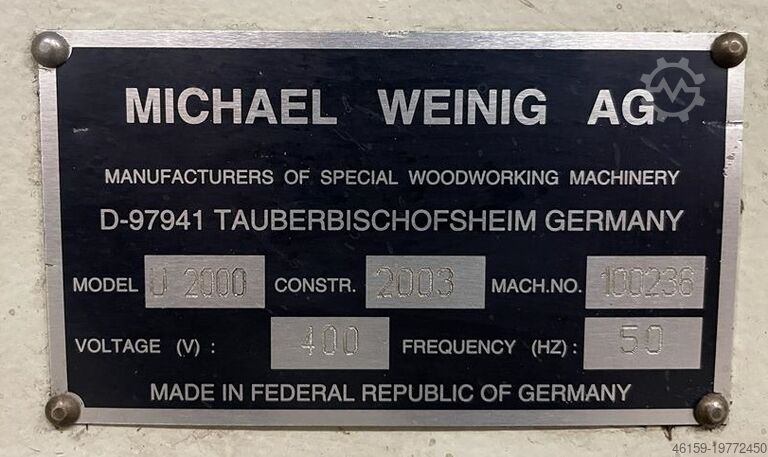 MICHAEL WEINIG AG
MANUFACTURERS OF SPECIAL WOODWORKING MACHINERY
D-97941 TAUBERBISCHOFSHEIM GERMANY
MODEL U 2000 CONSTR. 2003 MACH.NO. 100236
VOLTAGE (V) : 400 FREQUENCY (HZ) : 50
MADE IN FEDERAL REPUBLIC OF GERMANY
46159-19772450